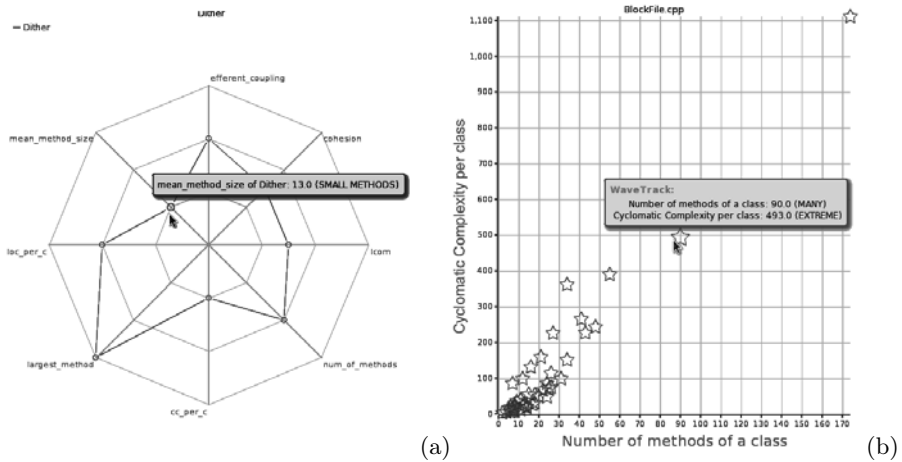 Dither
Dither
efferent_coupling
mean_method_size
cohesion
mean_method_size of Dither: 13.0 (SMALL METHODS)
loc_per_c
lcom
largest_method
num_of_methods
cc_per_c
(a)
BlockFile.cpp
Cyclomatic Complexity per class
1,100
1,000
900
800
700
600
500
400
300
200
100
0
WaveTrack:
Number of methods of a class: 90.0 (MANY)
Cyclomatic Complexity per class: 493.0 (EXTREME)
0 10 20 30 40 50 60 70 80 90 100 110 120 130 140 150 160 170
Number of methods of a class
(b)